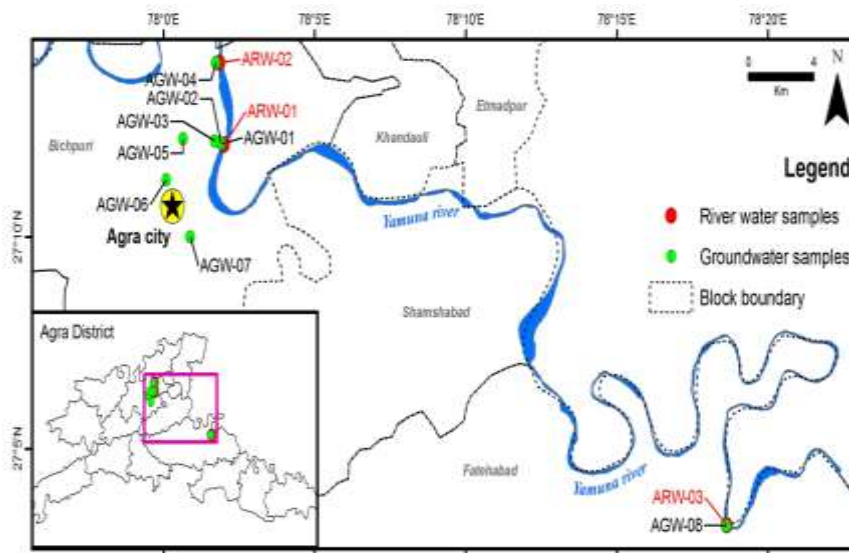 78°0'E
78°5'E
78°10'E
78°15'E
78°20'E
ARW-02
AGW-04
AGW-02
ARW-01
AGW-03
AGW-01
Bichpuri
AGW-05
AGW-06
Agra city
AGW-07
Khandauli
Etmadpur
0 4
Km
N
Legend
River water samples
Groundwater samples
Block boundary
Yamuna river
27°10'N
Shamshabad
Agra District
27°5'N
Fatehabad
Yamuna river
ARW-03
AGW-08